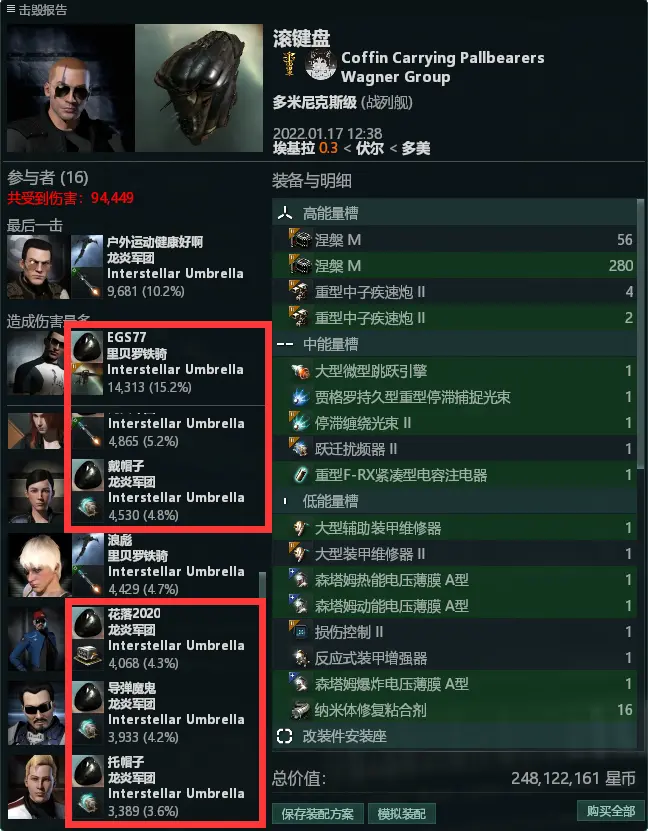 击毁报告
滚键盘
Coffin Carrying Pallbearers
Wagner Group
多米尼克斯级 (战列舰)
2022.01.17 12:38
埃基拉 0.3 < 伏尔 < 多美
参与者 (16)
共受到伤害: 94,449
最后一击
户外运动健康好啊
龙炎军团
Interstellar Umbrella
9,681 (10.2%)
造成伤害最多
EGS77
里贝罗铁骑
Interstellar Umbrella
14,313 (15.2%)
Interstellar Umbrella
4,865 (5.2%)
戴帽子
龙炎军团
Interstellar Umbrella
4,530 (4.8%)
浪彪
里贝罗铁骑
Interstellar Umbrella
4,429 (4.7%)
花落2020
龙炎军团
Interstellar Umbrella
4,068 (4.3%)
导弹魔鬼
龙炎军团
Interstellar Umbrella
3,933 (4.2%)
托帽子
龙炎军团
Interstellar Umbrella
3,389 (3.6%)
装备与明细
高能量槽
涅槃 M 56
涅槃 M 280
重型中子疾速炮 II 4
重型中子疾速炮 II 2
中能量槽
大型微型跳跃引擎 1
贾格罗持久型重型停滞捕捉光束 1
停滞缠绕光束 II 1
跃迁扰频器 II 1
重型F-RX紧凑型电容注电器 1
低能量槽
大型辅助装甲维修器 1
大型装甲维修器 II 1
森塔姆热能电压薄膜 A型 1
森塔姆动能电压薄膜 A型 1
损伤控制 II 1
反应式装甲增强器 1
森塔姆爆炸电压薄膜 A型 1
纳米体修复粘合剂 16
改装件安装座
总价值: 248,122,161 星币
保存装配方案 模拟装配 购买全部